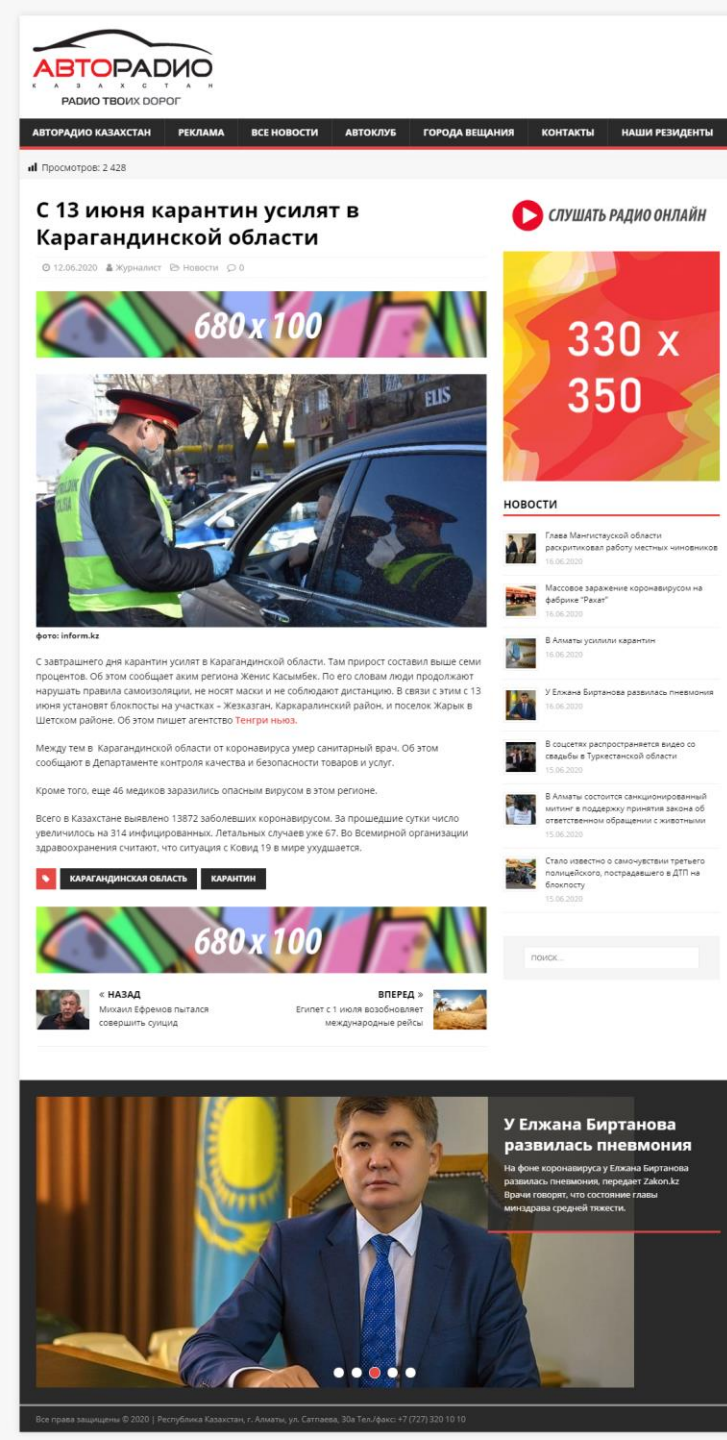 АВТОРАДИО
КАЗАХСТАН
РАДИО ТВОИХ DOPOГ
АВТОРАДИО КАЗАХСТАН РЕКЛАМА ВСЕ НОВОСТИ АВТОКЛУБ ГОРОДА ВЕЩАНИЯ КОНТАКТЫ НАШИ РЕЗИДЕНТЫ
Просмотров: 2 428
С 13 июня карантин усилят в
Карагандинской области
12.06.2020 Журналист Новости 0
680 x 100
ELIS
фото: inform.kz
С завтрашнего дня карантин усилят в Карагандинской области. Там прирост составил выше семи
процентов. Об этом сообщает аким региона Женис Касымбек. По его словам люди продолжают
нарушать правила самоизоляции, не носят маски и не соблюдают дистанцию. В связи с этим с 13
июня установят блокпосты на участках – Жезказган, Каркаралинский район, и поселок Жарык в
Шетском районе. Об этом пишет агентство Тенгри ньюз.
Между тем в Карагандинской области от коронавируса умер санитарный врач. Об этом
сообщают в Департаменте контроля качества и безопасности товаров и услуг.
Кроме того, еще 46 медиков заразились опасным вирусом в этом регионе.
Всего в Казахстане выявлено 13872 заболевших коронавирусом. За прошедшие сутки число
увеличилось на 314 инфицированных. Летальных случаев уже 67. Во Всемирной организации
здравоохранения считают, что ситуация с Ковид 19 в мире ухудшается.
КАРАГАНДИНСКАЯ ОБЛАСТЬ КАРАНТИН
680 x 100
« НАЗАД
Михаил Ефремов пытался
совершить суицид
ВПЕРЕД »
Египет с 1 июля возобновляет
международные рейсы
СЛУШАТЬ РАДИО ОНЛАЙН
330 x
350
НОВОСТИ
Глава Мангистауской области
раскритиковал работу местных чиновников
16.06.2020
Массовое заражение коронавирусом на
фабрике “Рахат”
16.06.2020
В Алматы усилили карантин
16.06.2020
У Елжана Биртанова развилась пневмония
16.06.2020
В соцсетях распространяется видео со
свадьбы в Туркестанской области
15.06.2020
В Алматы состоится санкционированный
митинг в поддержку принятия закона об
ответственном обращении с животными
15.06.2020
Стало известно о самочувствии третьего
полицейского, пострадавшего в ДТП на
блокпосту
15.06.2020
ПОИСК...
У Елжана Биртанова
развилась пневмония
На фоне коронавируса у Елжана Биртанова
развилась пневмония, передает Zakon.kz
Врачи говорят, что состояние главы
минздрава средней тяжести.
Все права защищены © 2020 | Республика Казахстан, г. Алматы, ул. Сатпаева, 30а Тел./факс: +7 (727) 320 10 10